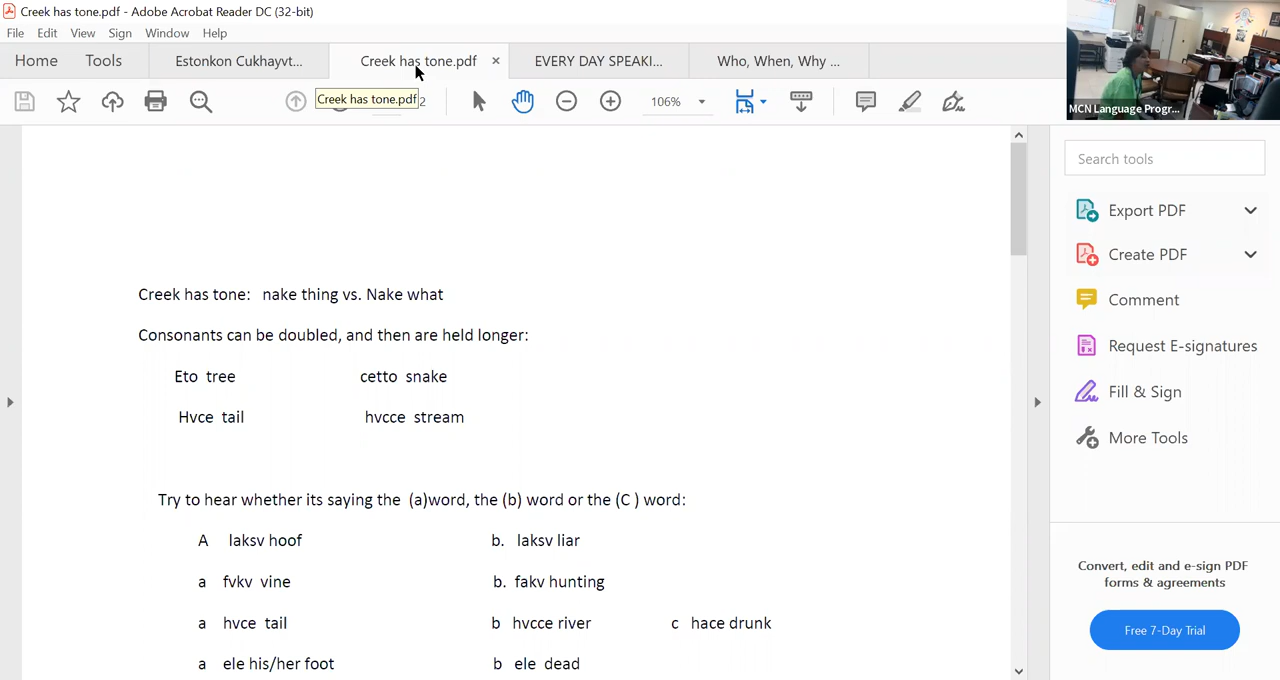 Creek has tone.pdf - Adobe Acrobat Reader DC (32-bit)
File Edit View Sign Window Help
Home Tools Estonkon Cukhayvt... Creek has tone.pdf × EVERY DAY SPEAKI... Who, When, Why ...
Creek has tone.pdf 2 106%
MCN Language Progr...
Search tools
Export PDF
Create PDF
Comment
Request E-signatures
Fill & Sign
More Tools
Convert, edit and e-sign PDF
forms & agreements
Free 7-Day Trial
Creek has tone: nake thing vs. Nake what
Consonants can be doubled, and then are held longer:
Eto tree cetto snake
Hvce tail hvcce stream
Try to hear whether its saying the (a)word, the (b) word or the (C ) word:
A laksv hoof b. laksv liar
a fvkv vine b. fakv hunting
a hvce tail b hvcce river c hace drunk
a ele his/her foot b ele dead